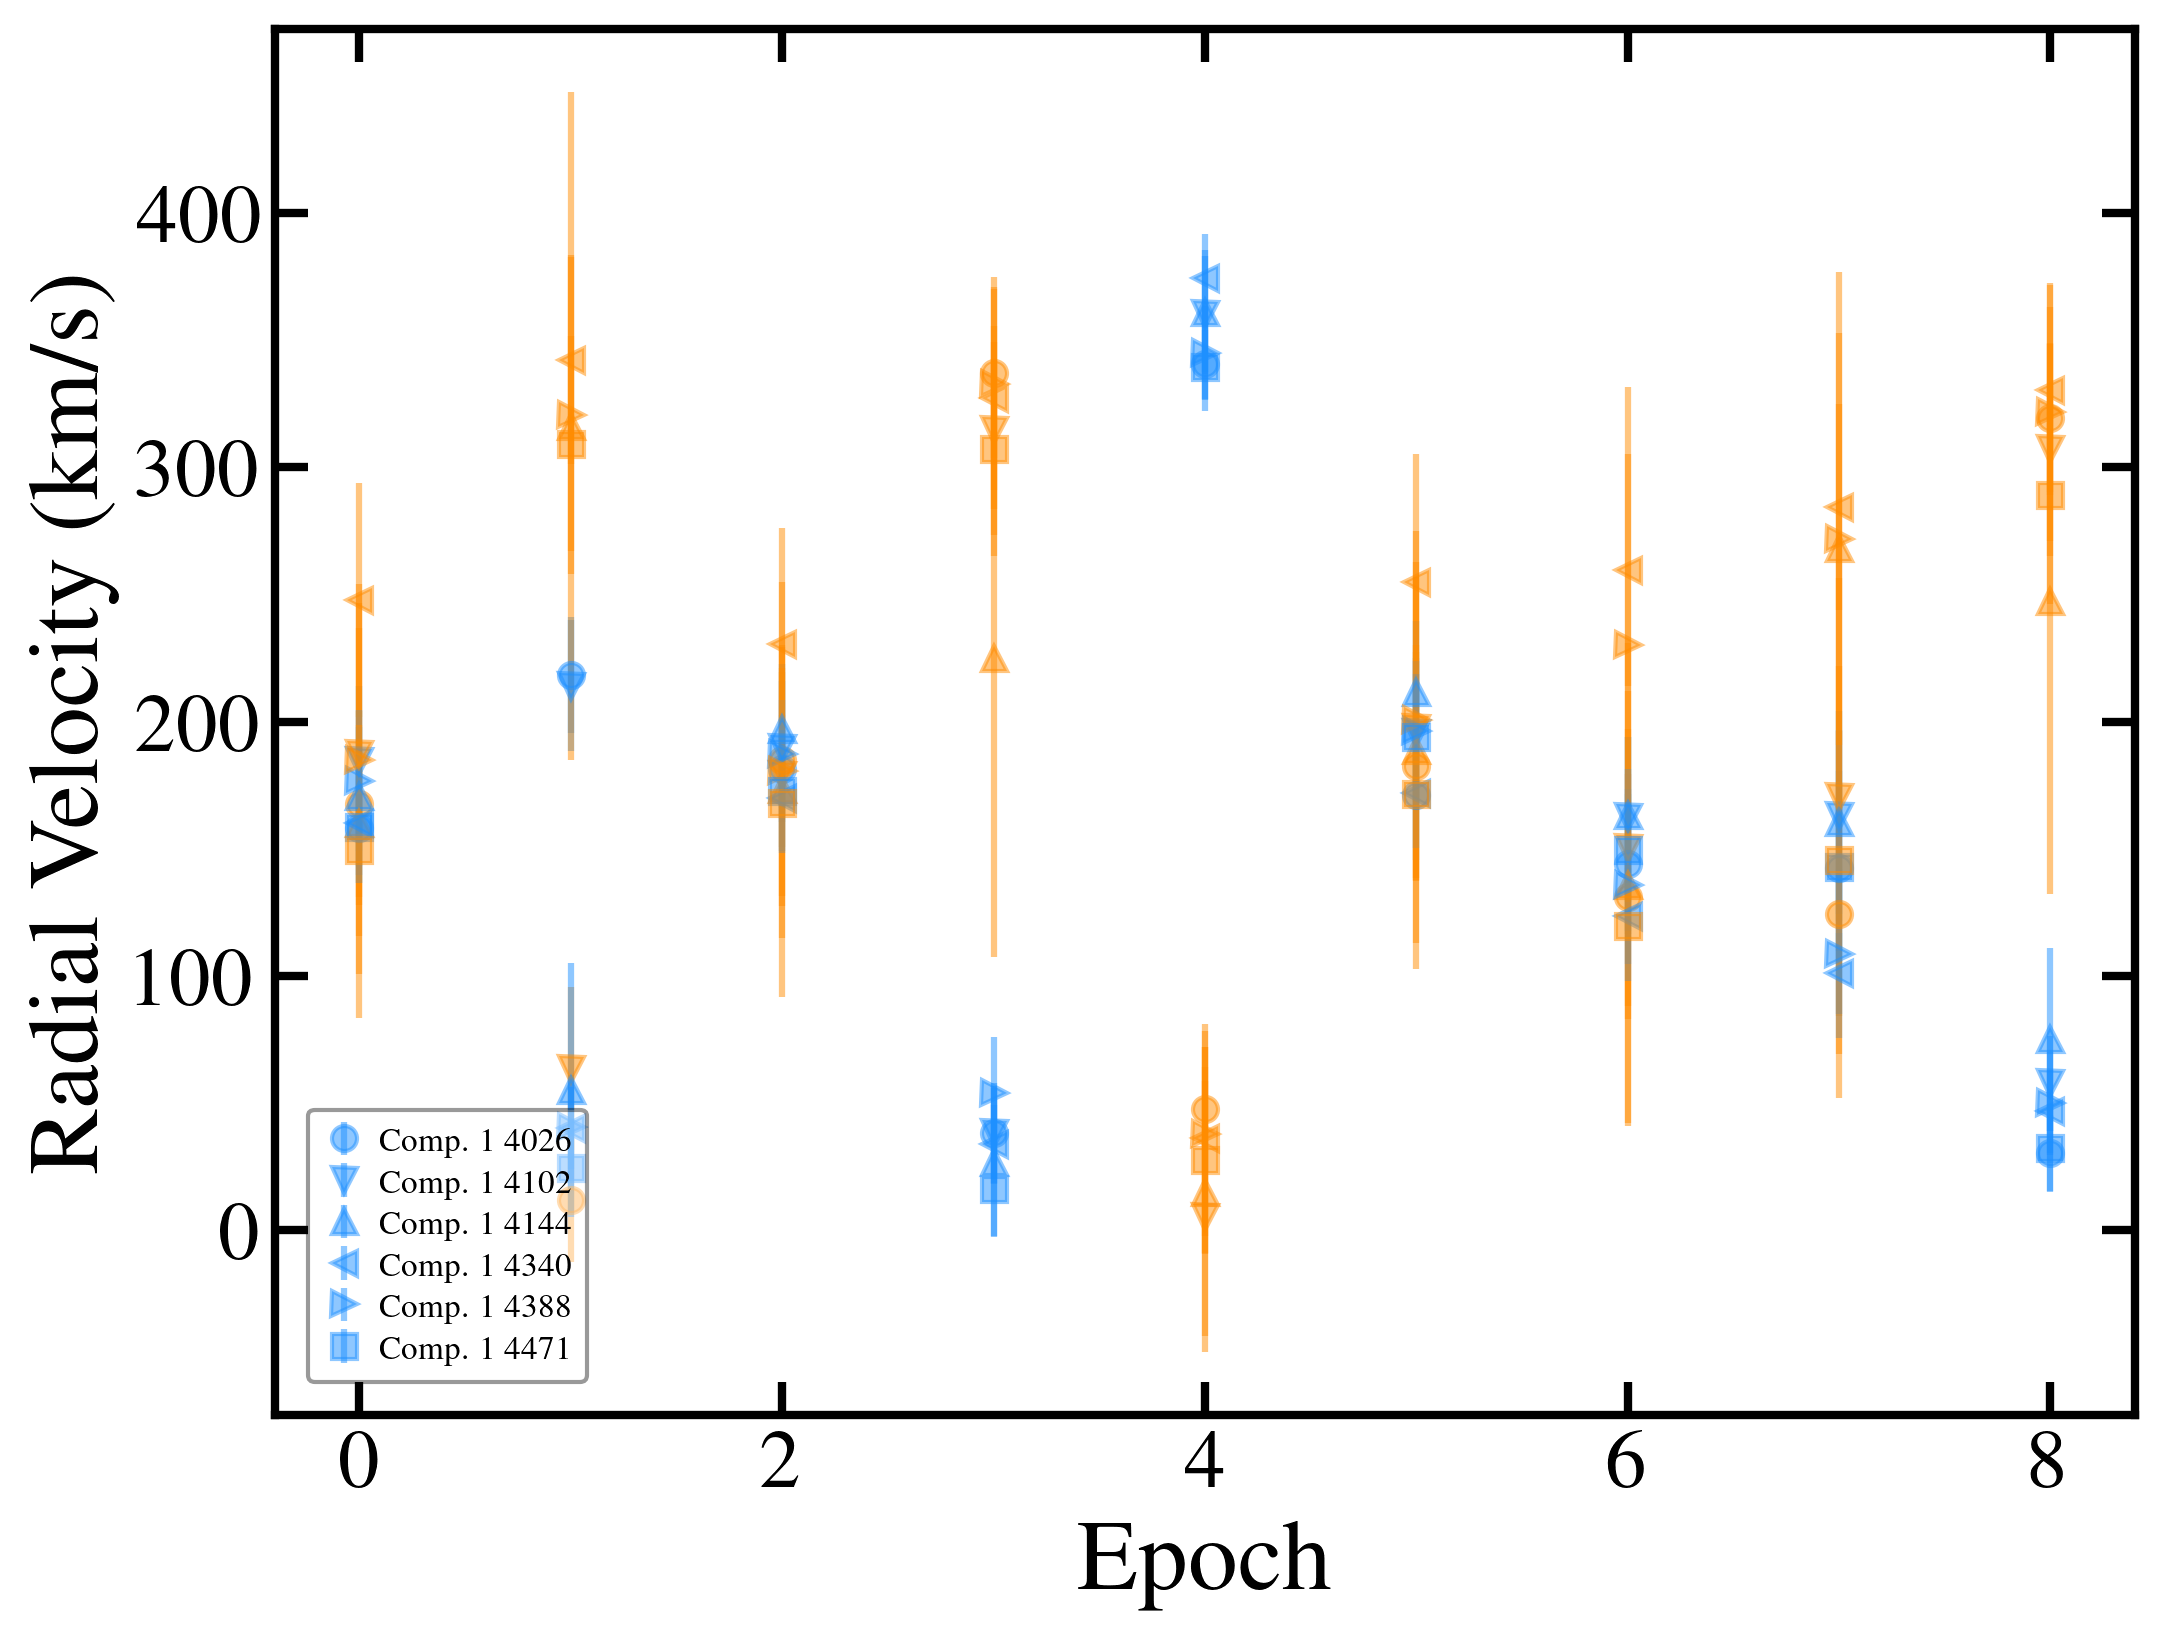 Radial Velocity (km/s)
400
300
200
100
0
Comp. 1 4026
Comp. 1 4102
Comp. 1 4144
Comp. 1 4340
Comp. 1 4388
Comp. 1 4471
0 2 4 6 8
Epoch